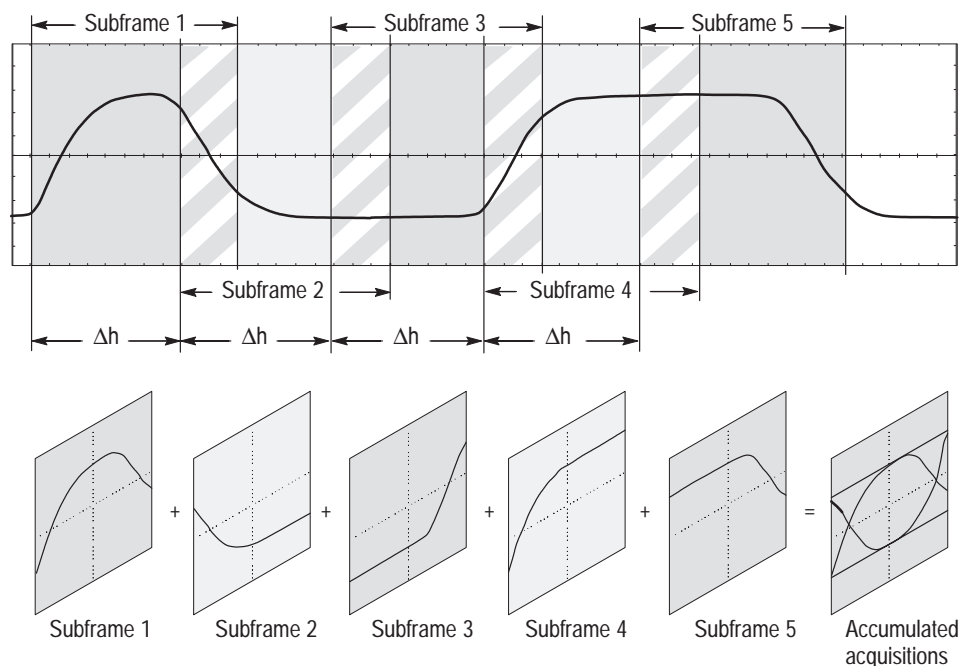 Subframe 1
Subframe 3
Subframe 5
Subframe 2
Subframe 4
Δh
Δh
Δh
Δh
+
+
+
+
=
Subframe 1
Subframe 2
Subframe 3
Subframe 4
Subframe 5
Accumulated
acquisitions